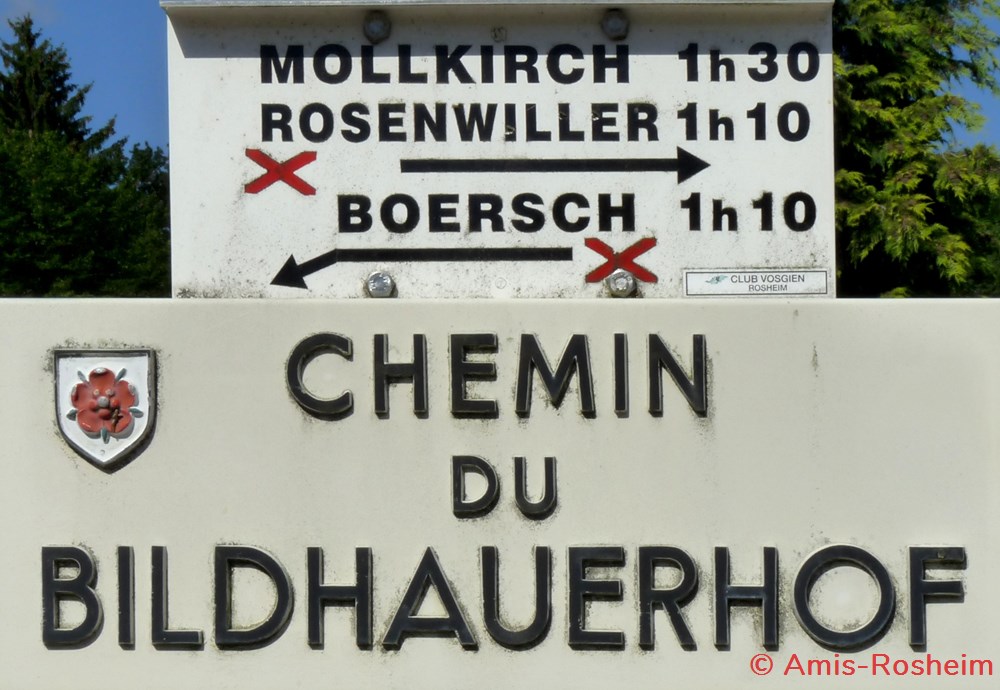 MOLLKIRCH 1h30
ROSENWILLER 1h10
BOERSCH 1h10
CLUB VOSGIEN
ROSHEIM
CHEMIN
DU
BILDHAUERHOF
© Amis-Rosheim